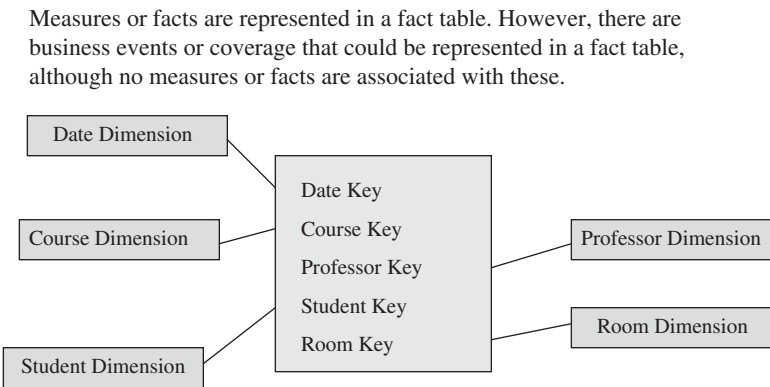 Measures or facts are represented in a fact table. However, there are
business events or coverage that could be represented in a fact table,
although no measures or facts are associated with these.
Date Dimension
Course Dimension
Student Dimension
Date Key
Course Key
Professor Key
Student Key
Room Key
Professor Dimension
Room Dimension